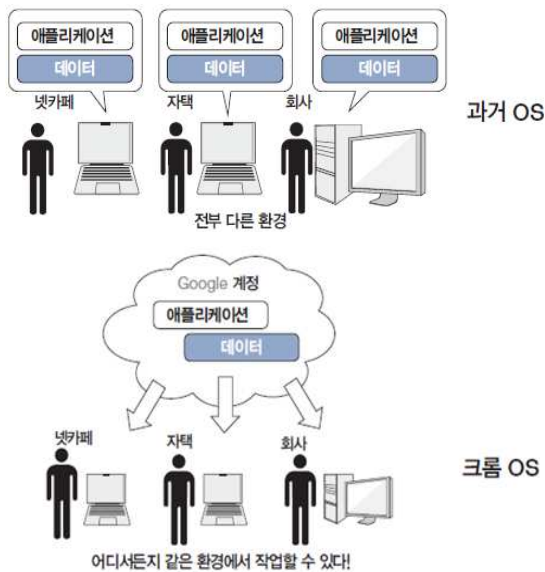 애플리케이션
데이터
애플리케이션
데이터
애플리케이션
데이터
넷카페
자택
회사
과거 OS
전부 다른 환경
Google 계정
애플리케이션
데이터
넷카페
자택
회사
크롬 OS
어디서든지 같은 환경에서 작업할 수 있다!